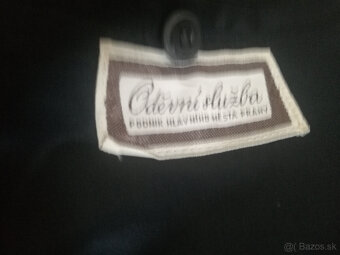 Oděvní služba
PODNIK HLAVNÍHO MĚSTA PRAHY
© Bazos.sk